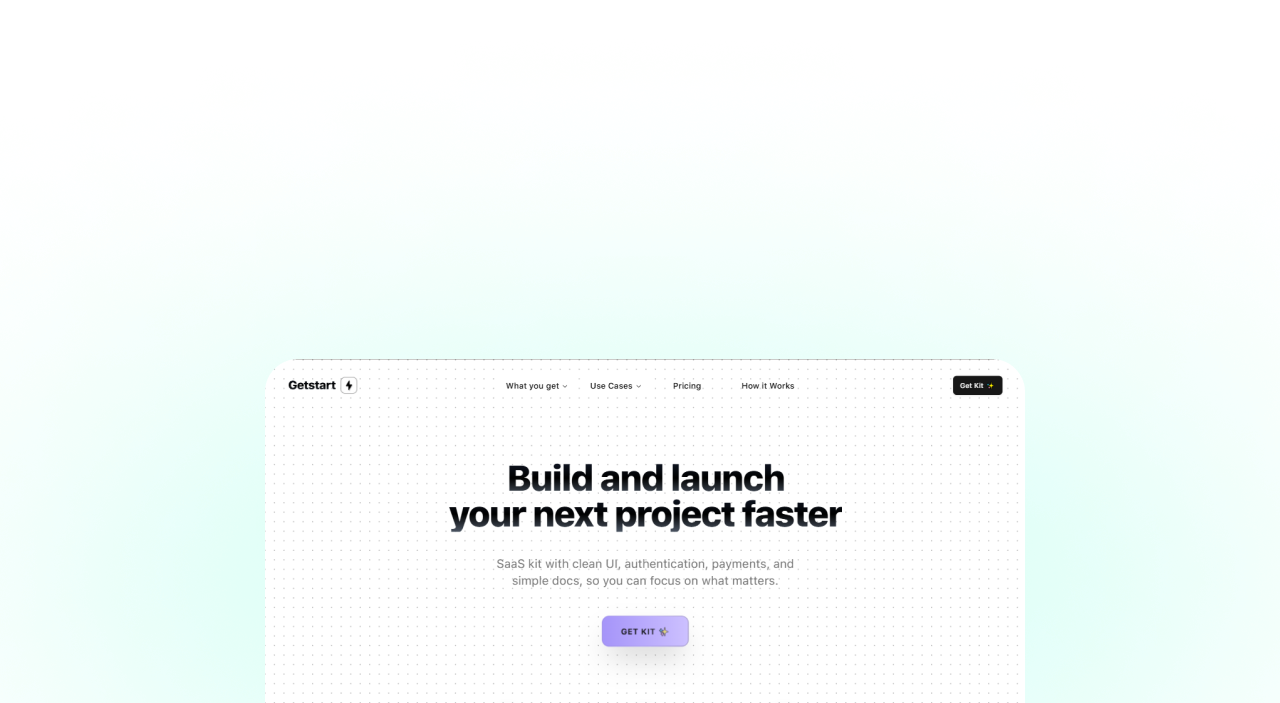 Getstart
What you get
Use Cases
Pricing
How it Works
Get Kit
Build and launch
your next project faster
SaaS kit with clean UI, authentication, payments, and
simple docs, so you can focus on what matters.
GET KIT